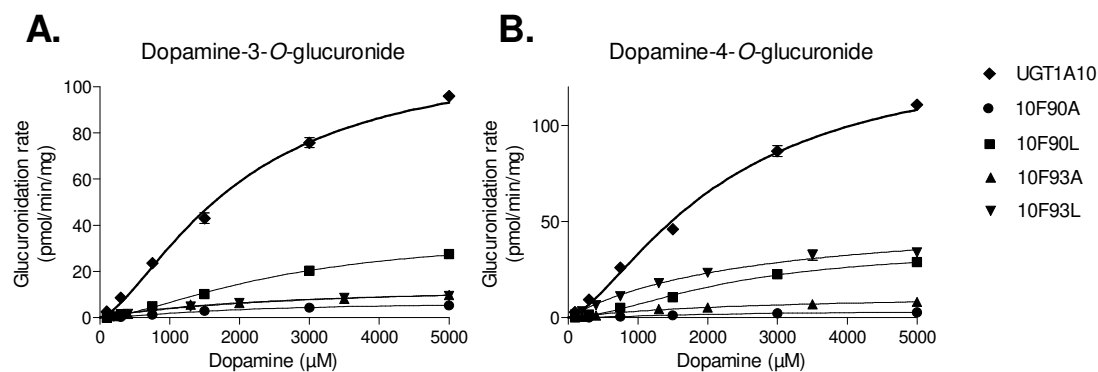 A.
Dopamine-3-O-glucuronide
Glucuronidation rate
(pmol/min/mg)
100
80
60
40
20
0
0 1000 2000 3000 4000 5000
Dopamine (µM)
B.
Dopamine-4-O-glucuronide
Glucuronidation rate
(pmol/min/mg)
100
50
0
0 1000 2000 3000 4000 5000
Dopamine (µM)
UGT1A10
10F90A
10F90L
10F93A
10F93L